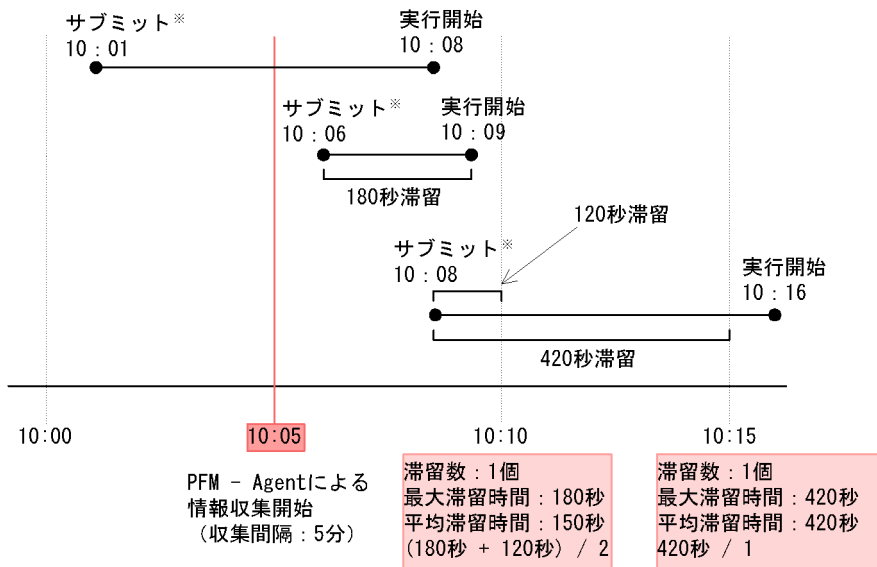 サブミット※
10：01
実行開始
10：08
サブミット※
10：06
実行開始
10：09
180秒滞留
120秒滞留
サブミット※
10：08
実行開始
10：16
420秒滞留
10:00
10:05
10:10
10:15
PFM - Agentによる
情報収集開始
（収集間隔：5分）
滞留数：1個
最大滞留時間：180秒
平均滞留時間：150秒
(180秒 + 120秒) / 2
滞留数：1個
最大滞留時間：420秒
平均滞留時間：420秒
420秒 / 1